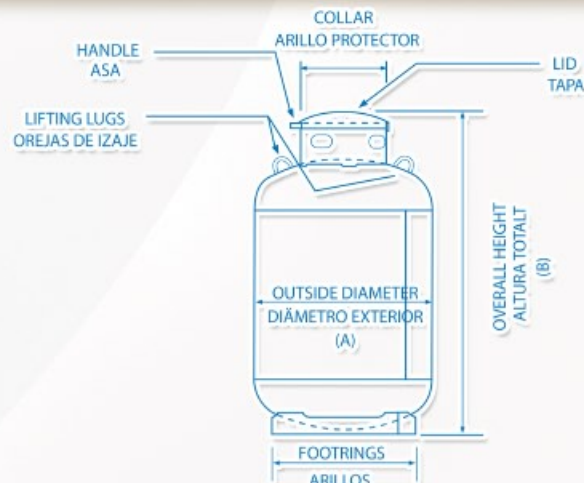 COLLAR
ARILLO PROTECTOR
HANDLE
ASA
LID
TAPA
LIFTING LUGS
OREJAS DE IZAJE
OVERALL HEIGHT
ALTURA TOTALT
(B)
OUTSIDE DIAMETER
DIÄMETRO EXTERIOR
(A)
FOOTRINGS
ARILLOS